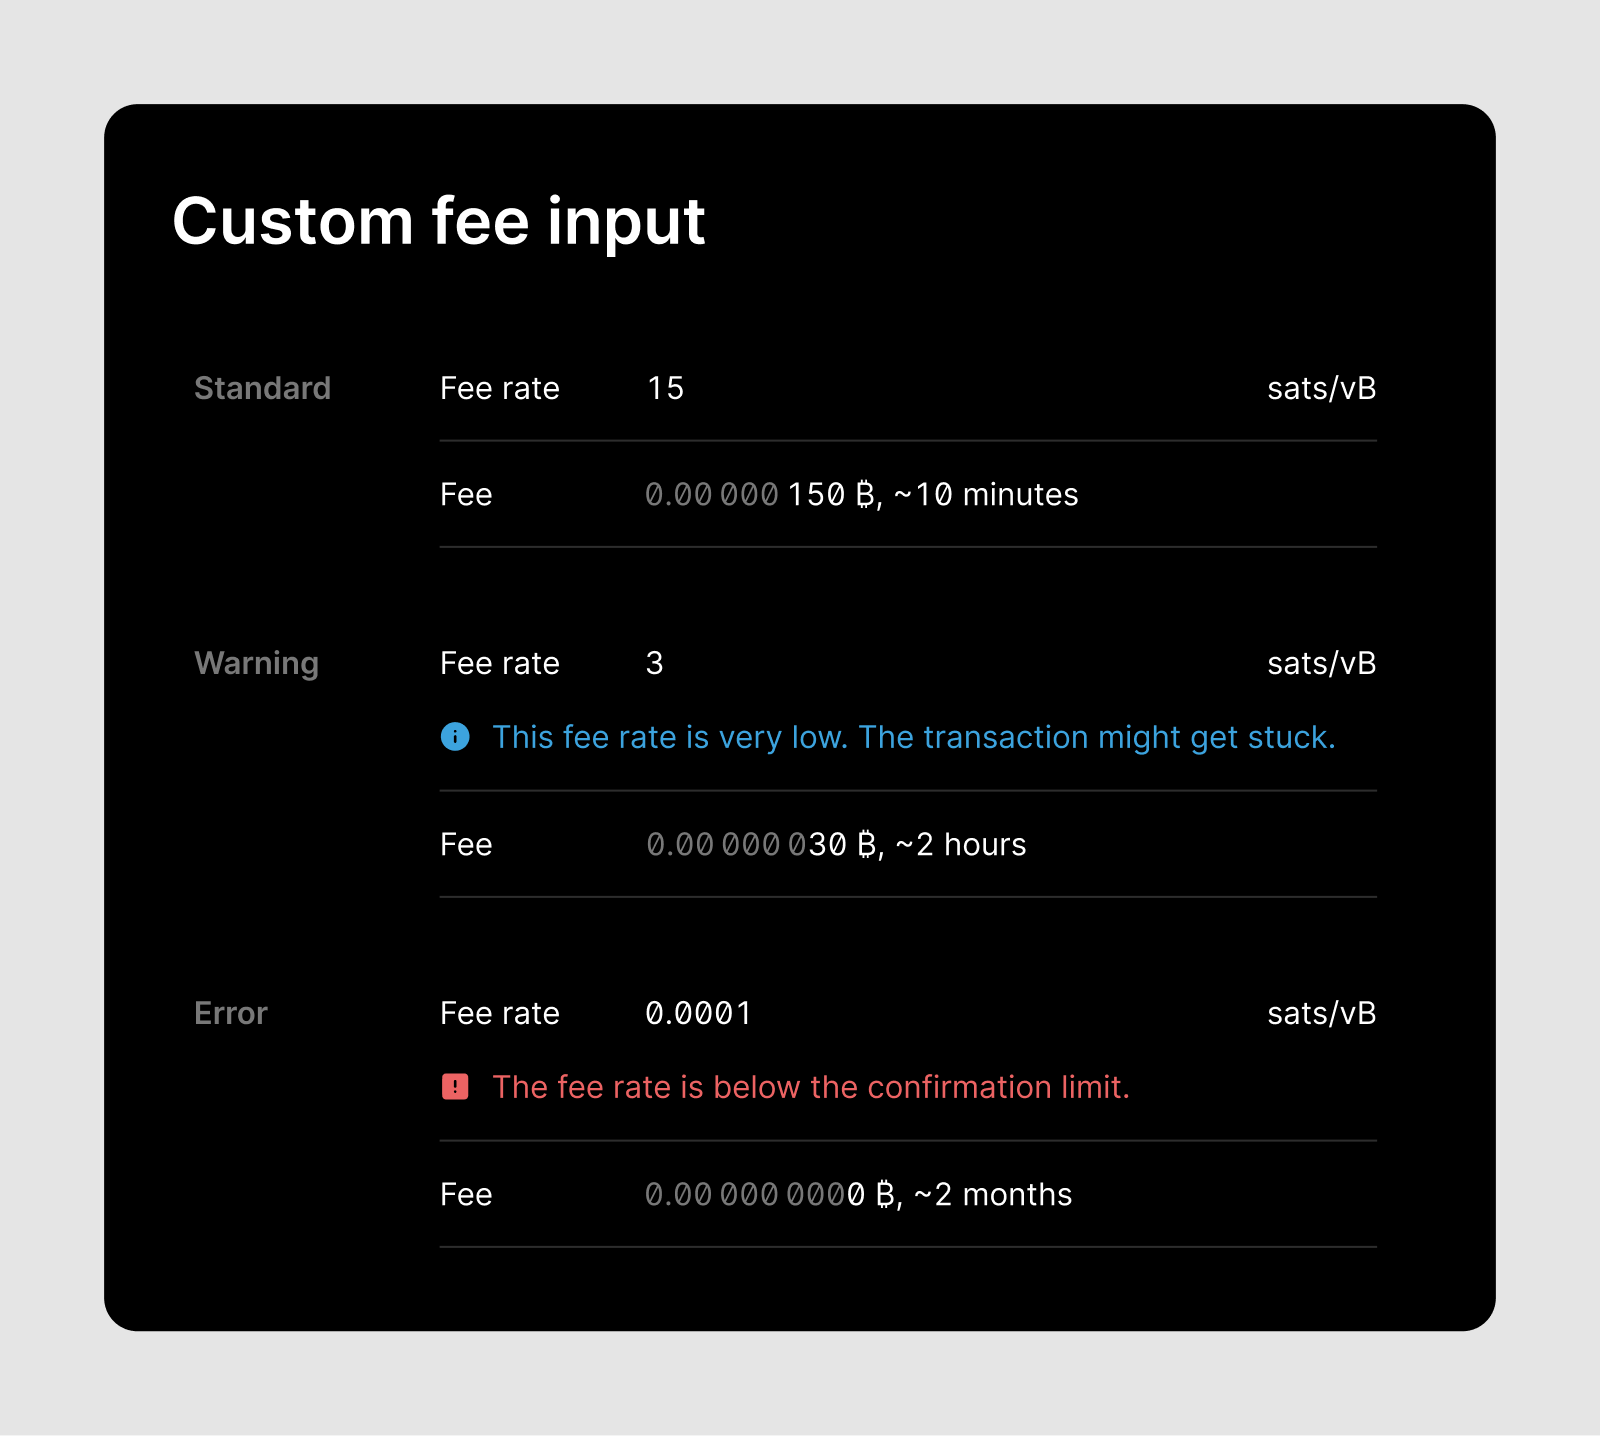 Custom fee input
Standard Fee rate 15 sats/vB
Fee 0.00 000 150 ₿, ~10 minutes
Warning Fee rate 3 sats/vB
This fee rate is very low. The transaction might get stuck.
Fee 0.00 000 030 ₿, ~2 hours
Error Fee rate 0.0001 sats/vB
The fee rate is below the confirmation limit.
Fee 0.00 000 0000 ₿, ~2 months